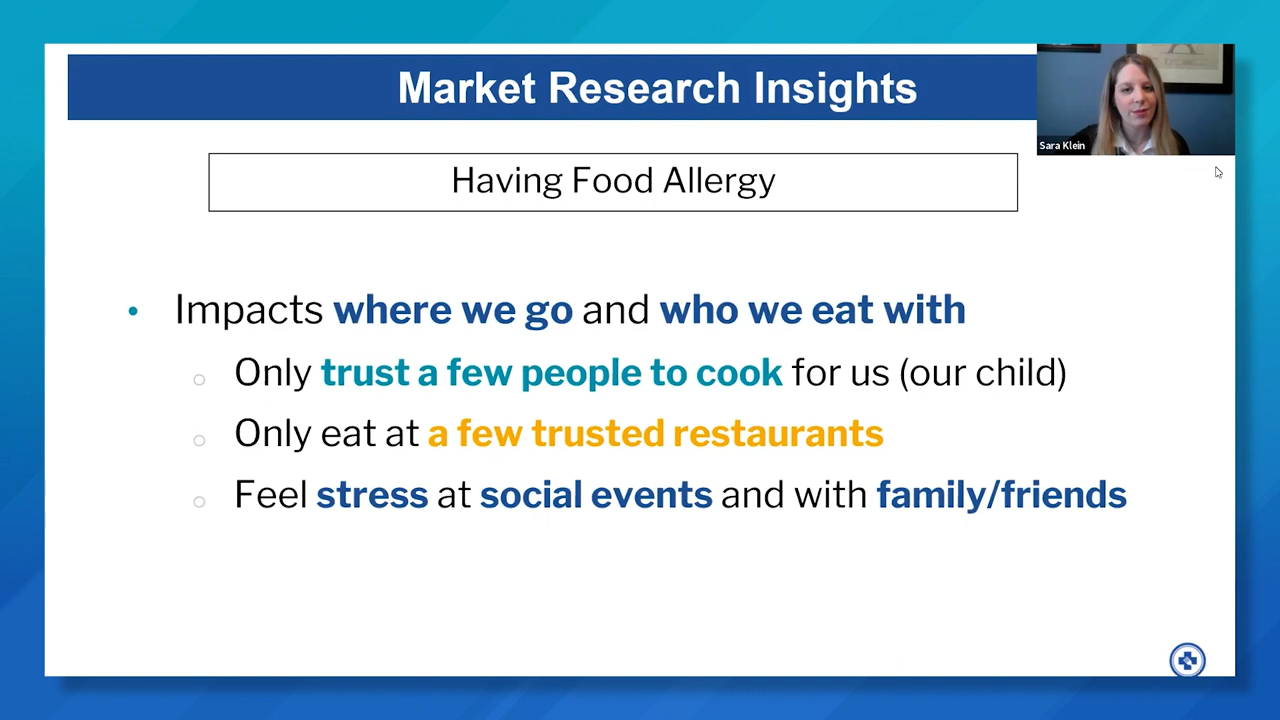 Market Research Insights
Sara Klein
Having Food Allergy
• Impacts where we go and who we eat with
○ Only trust a few people to cook for us (our child)
○ Only eat at a few trusted restaurants
○ Feel stress at social events and with family/friends